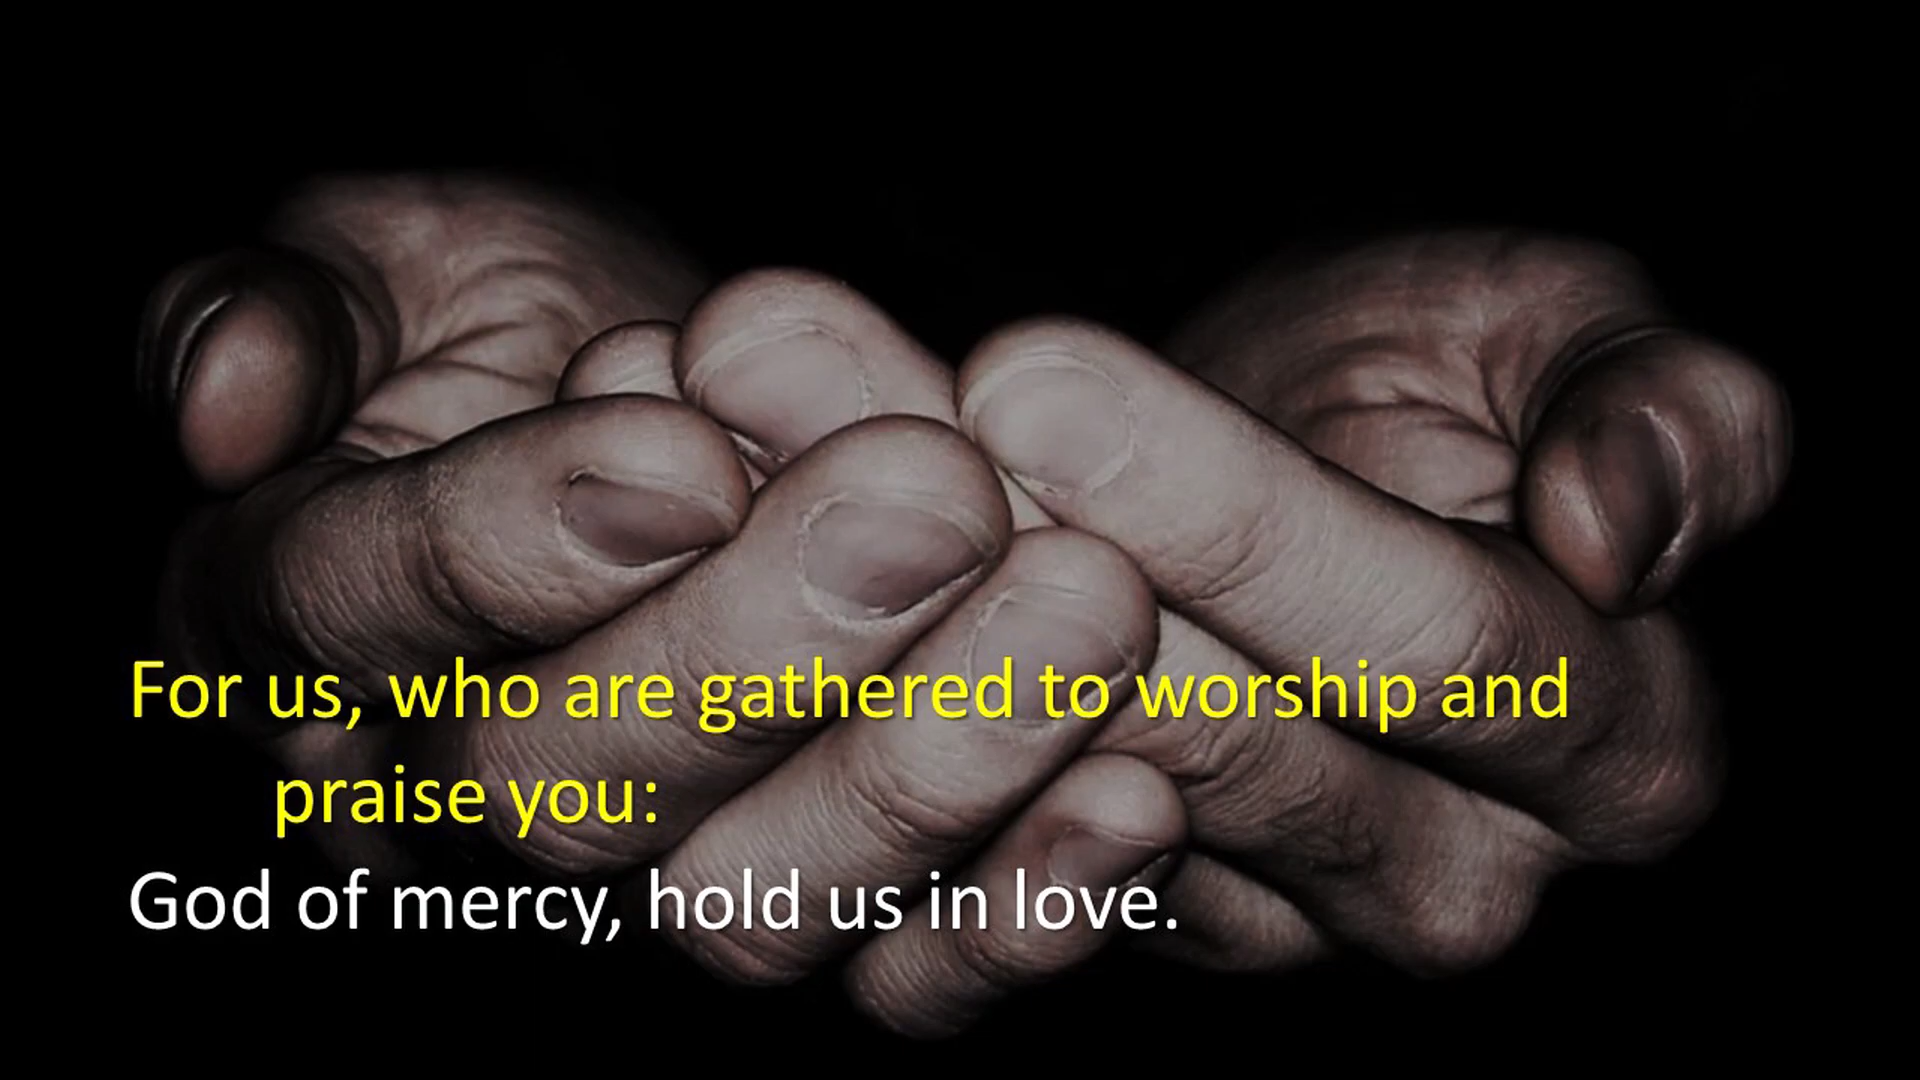 For us, who are gathered to worship and
praise you:
God of mercy, hold us in love.